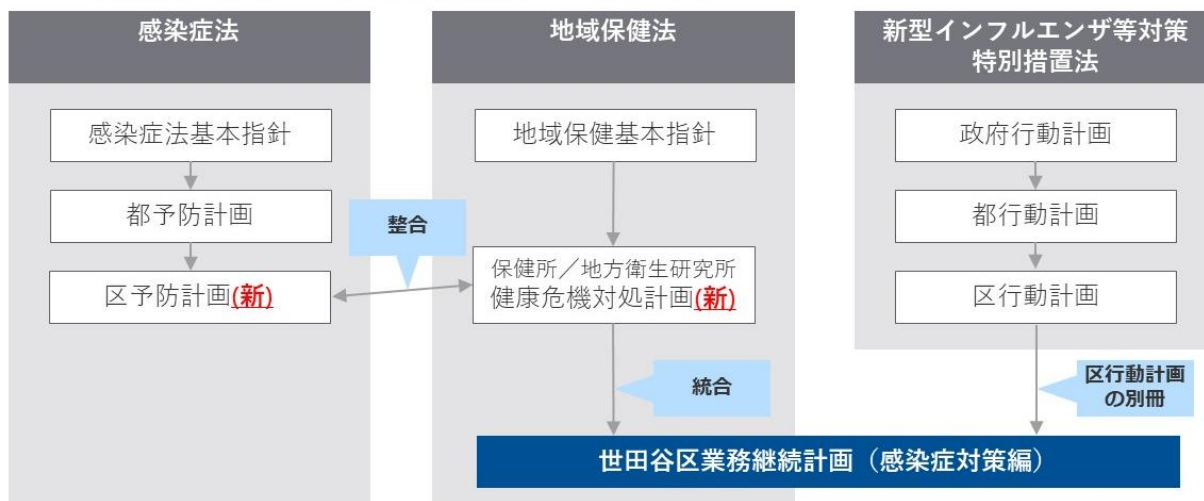 感染症法
感染症法基本指針
都予防計画
区予防計画(新)
整合
地域保健法
地域保健基本指針
保健所／地方衛生研究所
健康危機対処計画(新)
統合
新型インフルエンザ等対策
特別措置法
政府行動計画
都行動計画
区行動計画
区行動計画
の別冊
世田谷区業務継続計画（感染症対策編）